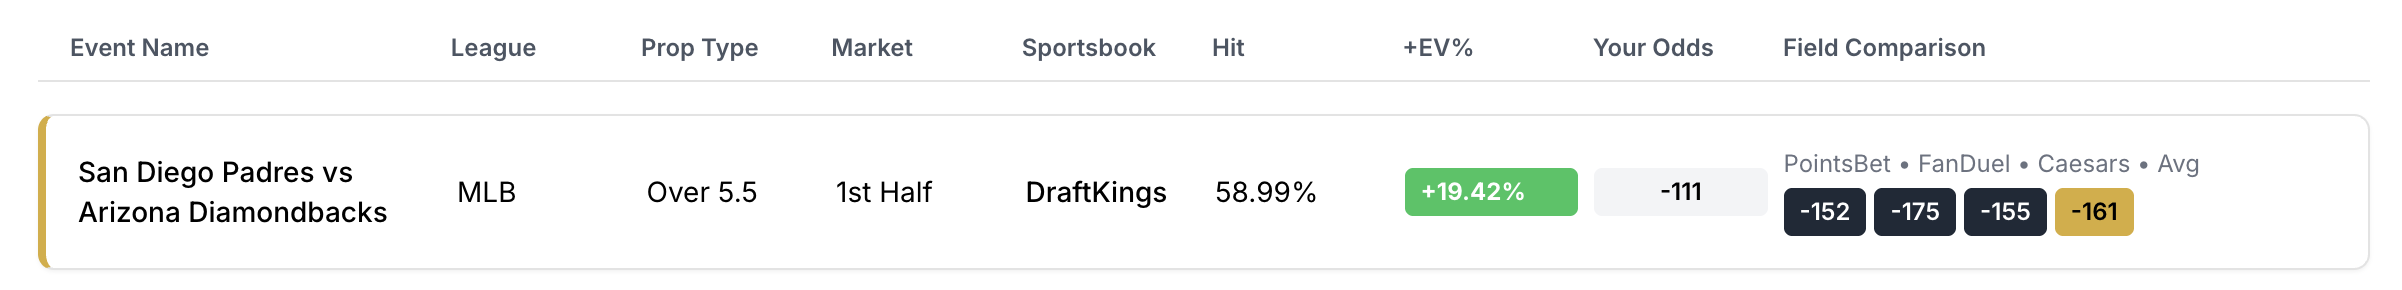 Event Name League Prop Type Market Sportsbook Hit +EV% Your Odds Field Comparison
San Diego Padres vs
Arizona Diamondbacks
MLB
Over 5.5
1st Half
DraftKings
58.99%
+19.42%
-111
PointsBet • FanDuel • Caesars • Avg
-152 -175 -155 -161